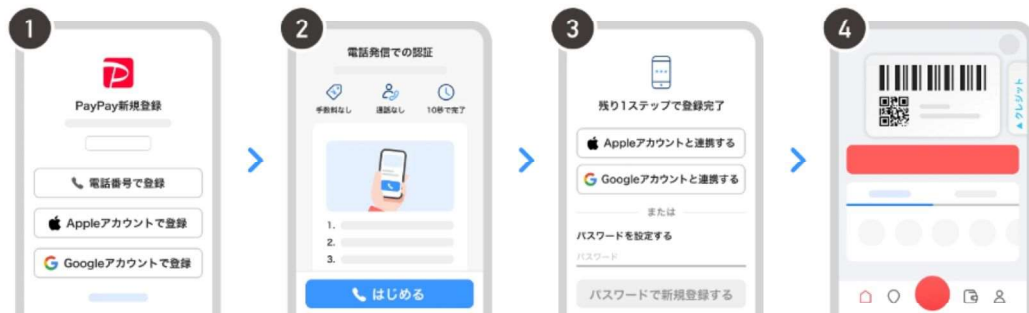 1
PayPay新規登録
電話番号で登録
Appleアカウントで登録
Googleアカウントで登録
2
電話発信での認証
手数料なし 通話なし 10秒で完了
1.
2.
3.
はじめる
3
残り1ステップで登録完了
Appleアカウントと連携する
Googleアカウントと連携する
または
パスワードを設定する
パスワード
パスワードで新規登録する
4
▲クレジット